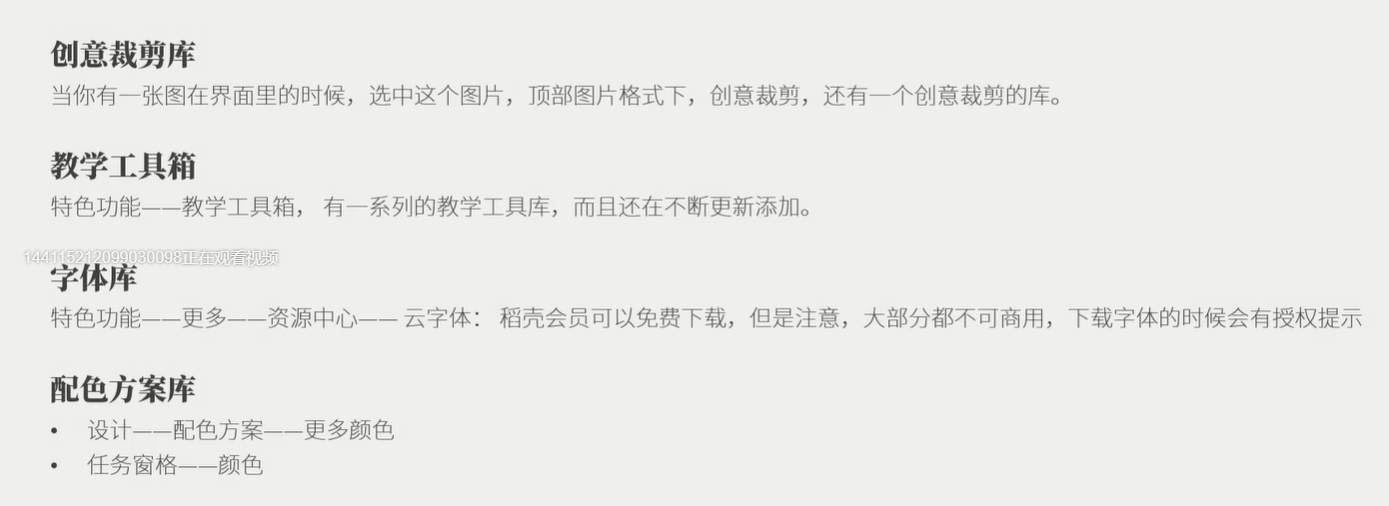 创意裁剪库
当你有一张图在界面里的时候，选中这个图片，顶部图片格式下，创意裁剪，还有一个创意裁剪的库。
教学工具箱
特色功能——教学工具箱， 有一系列的教学工具库，而且还在不断更新添加。
144115212099030098正在观看视频
字体库
特色功能——更多——资源中心—— 云字体： 稻壳会员可以免费下载，但是注意，大部分都不可商用，下载字体的时候会有授权提示
配色方案库
• 设计——配色方案——更多颜色
• 任务窗格——颜色